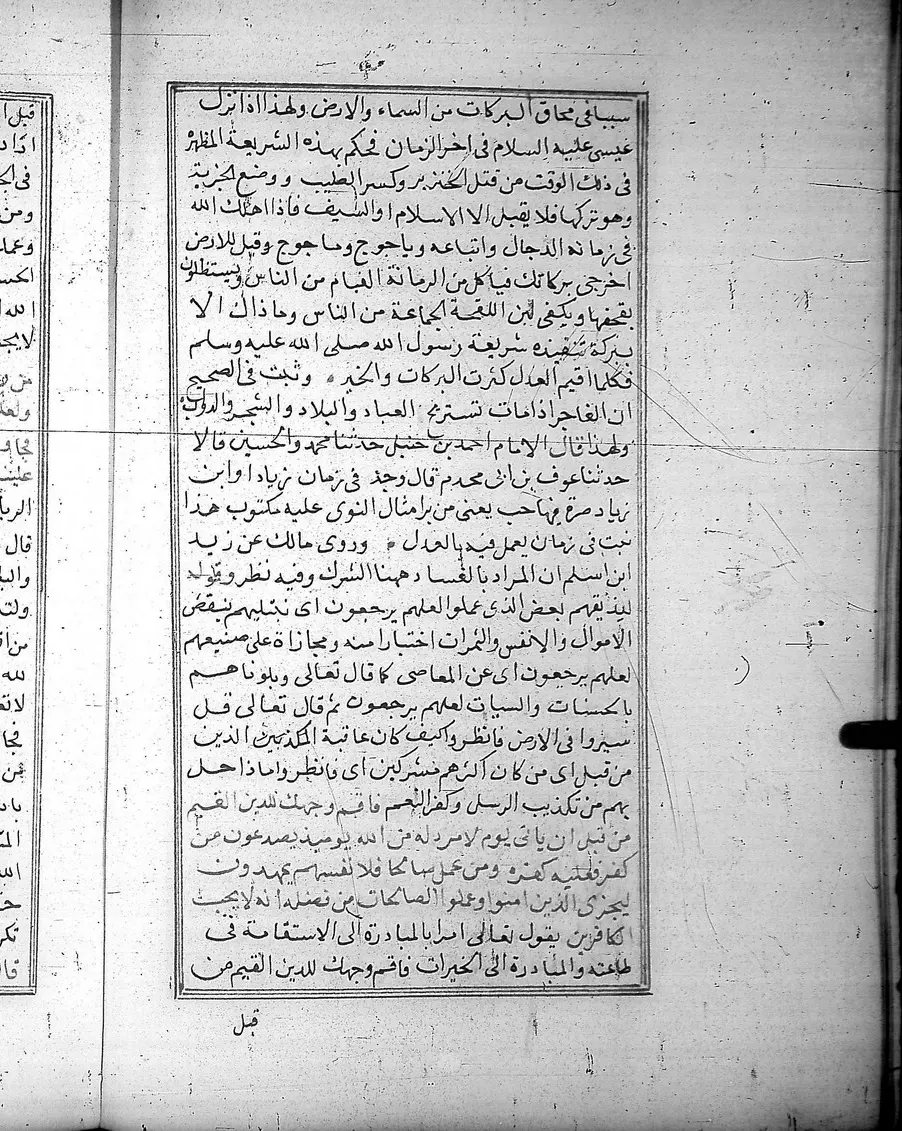 سببا في محاق البركات من السماء والارض ولهذا اذا نزل
عيسى عليه السلام في اخر الزمان فحكم بهذه الشريعة المطهرة
في ذلك الوقت من قتل الخنزير وكسر الصليب ووضع الجزية
وهو تركها فلا يقبل الا الاسلام او السيف فاذا اهلك الله
في زمانه الدجال واتباعه وياجوج وماجوج وقيل للارض
اخرجي بركاتك فياكل من الرمانة الفيام من الناس ويستظلون
بقحفها ويكفي لبن اللقحة الجماعة من الناس وما ذاك الا
ببركة تنفيذه شريعة رسول الله صلى الله عليه وسلم
فكلما اقيم العدل كثرت البركات والخير وثبت في الصحيح
ان الفاجر اذا مات تستريح العباد والبلاد والشجر والدواب
ولهذا قال الامام احمد بن حنبل حدثنا محمد والحسين قالا
حدثنا عوف بن ابي محدم قال وجد في زمان زياد او ابن
زياد صرة فيها حب يعني من بر امثال النوى عليه مكتوب هذا
نبت في زمان يعمل فيه بالعدل وروى مالك عن زيد
ابن اسلم ان المراد بالفساد ههنا الشرك وفيه نظر وقوله
ليذيقهم بعض الذي عملوا لعلهم يرجعون اي نبتليهم بنقص
الاموال والانفس والثمرات اختبارا منه ومجازاة على صنيعهم
لعلهم يرجعون اي عن المعاصي كما قال تعالى وبلوناهم
بالحسنات والسيات لعلهم يرجعون ثم قال تعالى قل
سيروا في الارض فانظروا كيف كان عاقبة المكذبين الذين
من قبل اي من كان اكثرهم مشركين اي فانظروا ماذا حل
بهم من تكذيب الرسل وكفر النعم فاقم وجهك للدين القيم
من قبل ان ياتي يوم لا مرد له من الله يوميذ يصدعون من
كفر فعليه كفره ومن عمل صالحا فلانفسهم يمهدون
ليجزي الذين امنوا وعملوا الصالحات من فضله انه لا يحب
الكافرين يقول تعالى امرا بالمبادرة الى الاستقامة في
طاعته والمبادرة الى الخيرات فاقم وجهك للدين القيم من
قبل